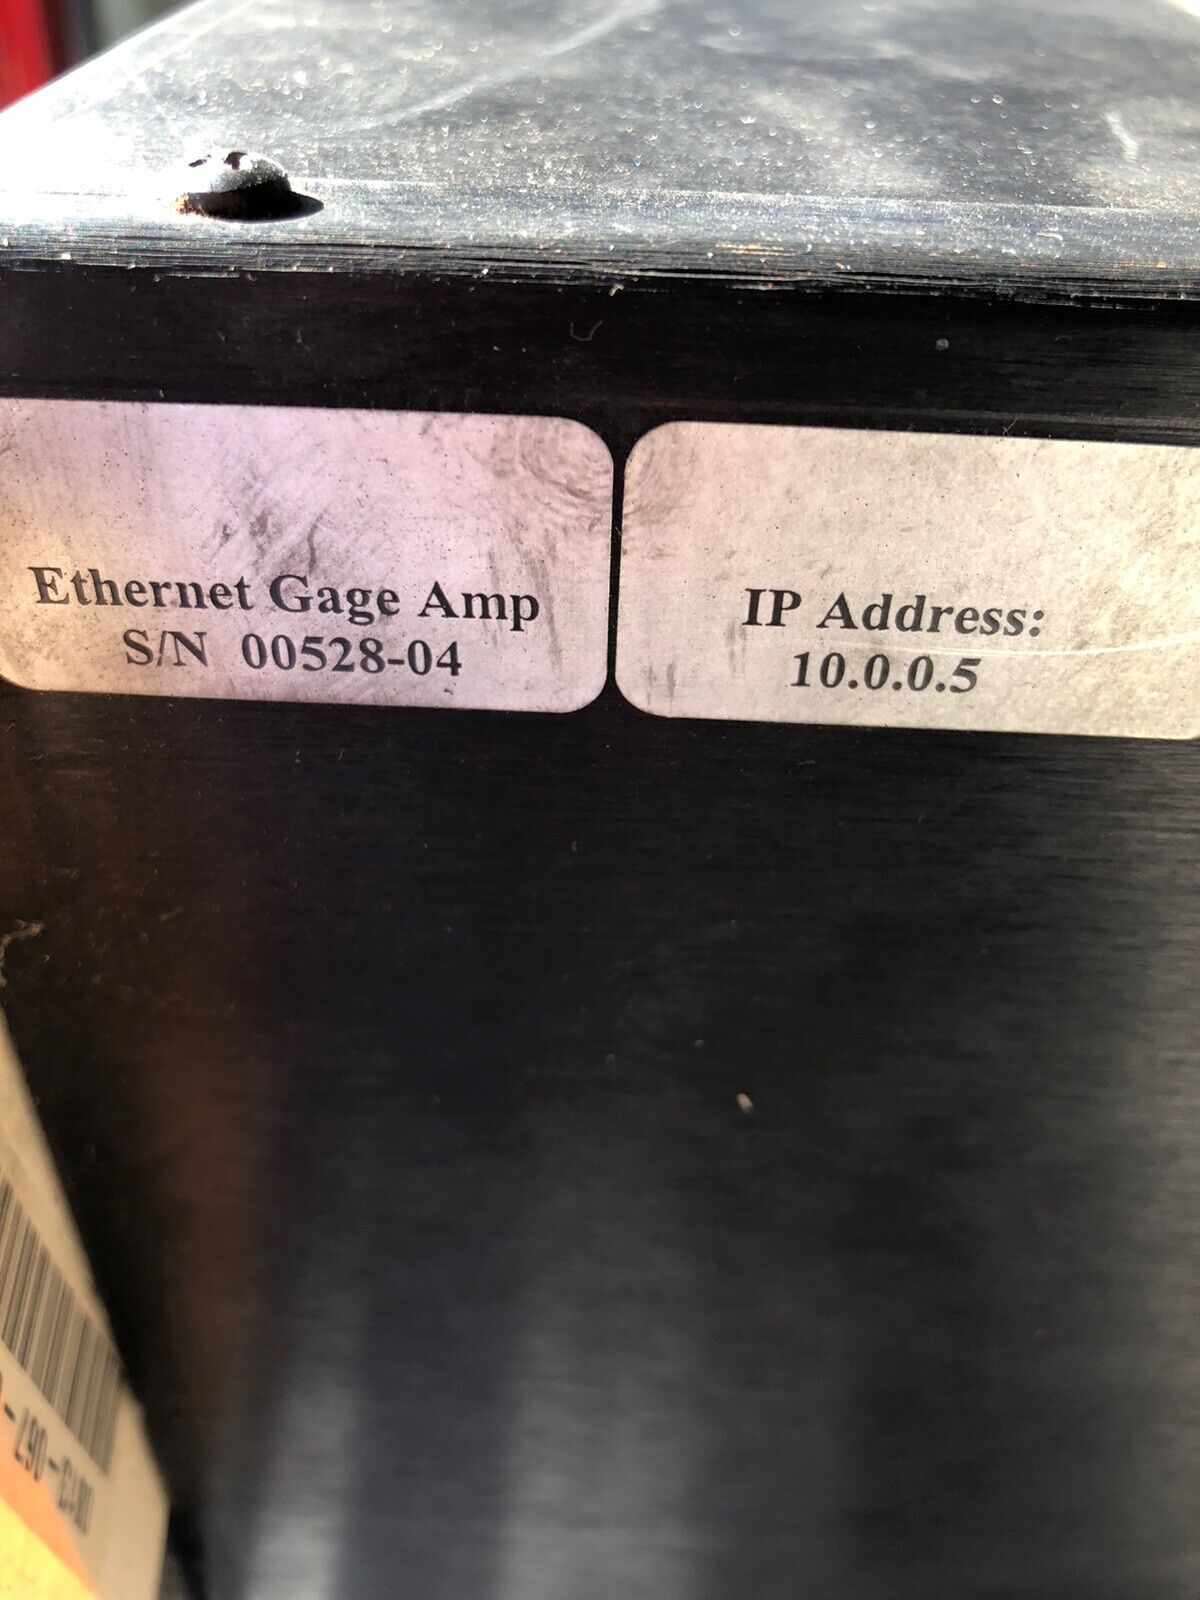 Ethernet Gage Amp
S/N 00528-04
IP Address:
10.0.0.5